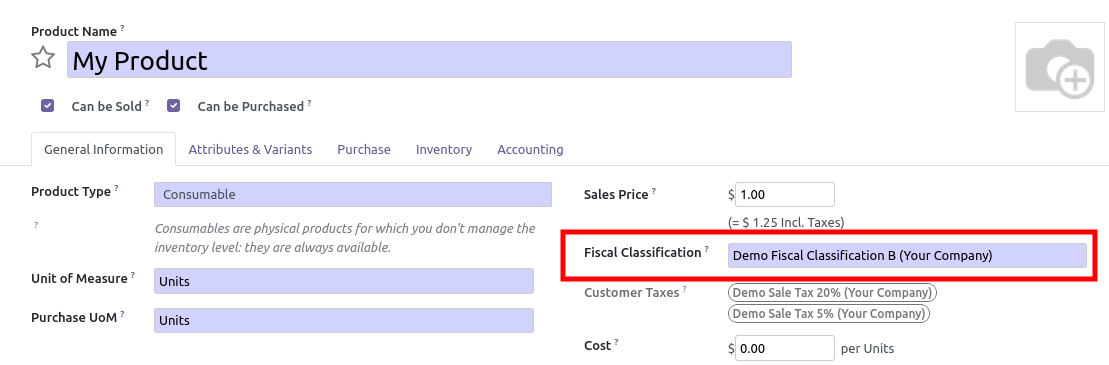 Product Name ?
My Product
Can be Sold ? Can be Purchased ?
General Information Attributes & Variants Purchase Inventory Accounting
Product Type ? Consumable
? Consumables are physical products for which you don't manage the
inventory level: they are always available.
Unit of Measure ? Units
Purchase UoM ? Units
Sales Price ? $ 1.00
(= $ 1.25 Incl. Taxes)
Fiscal Classification ? Demo Fiscal Classification B (Your Company)
Customer Taxes ? Demo Sale Tax 20% (Your Company)
Demo Sale Tax 5% (Your Company)
Cost ? $ 0.00 per Units